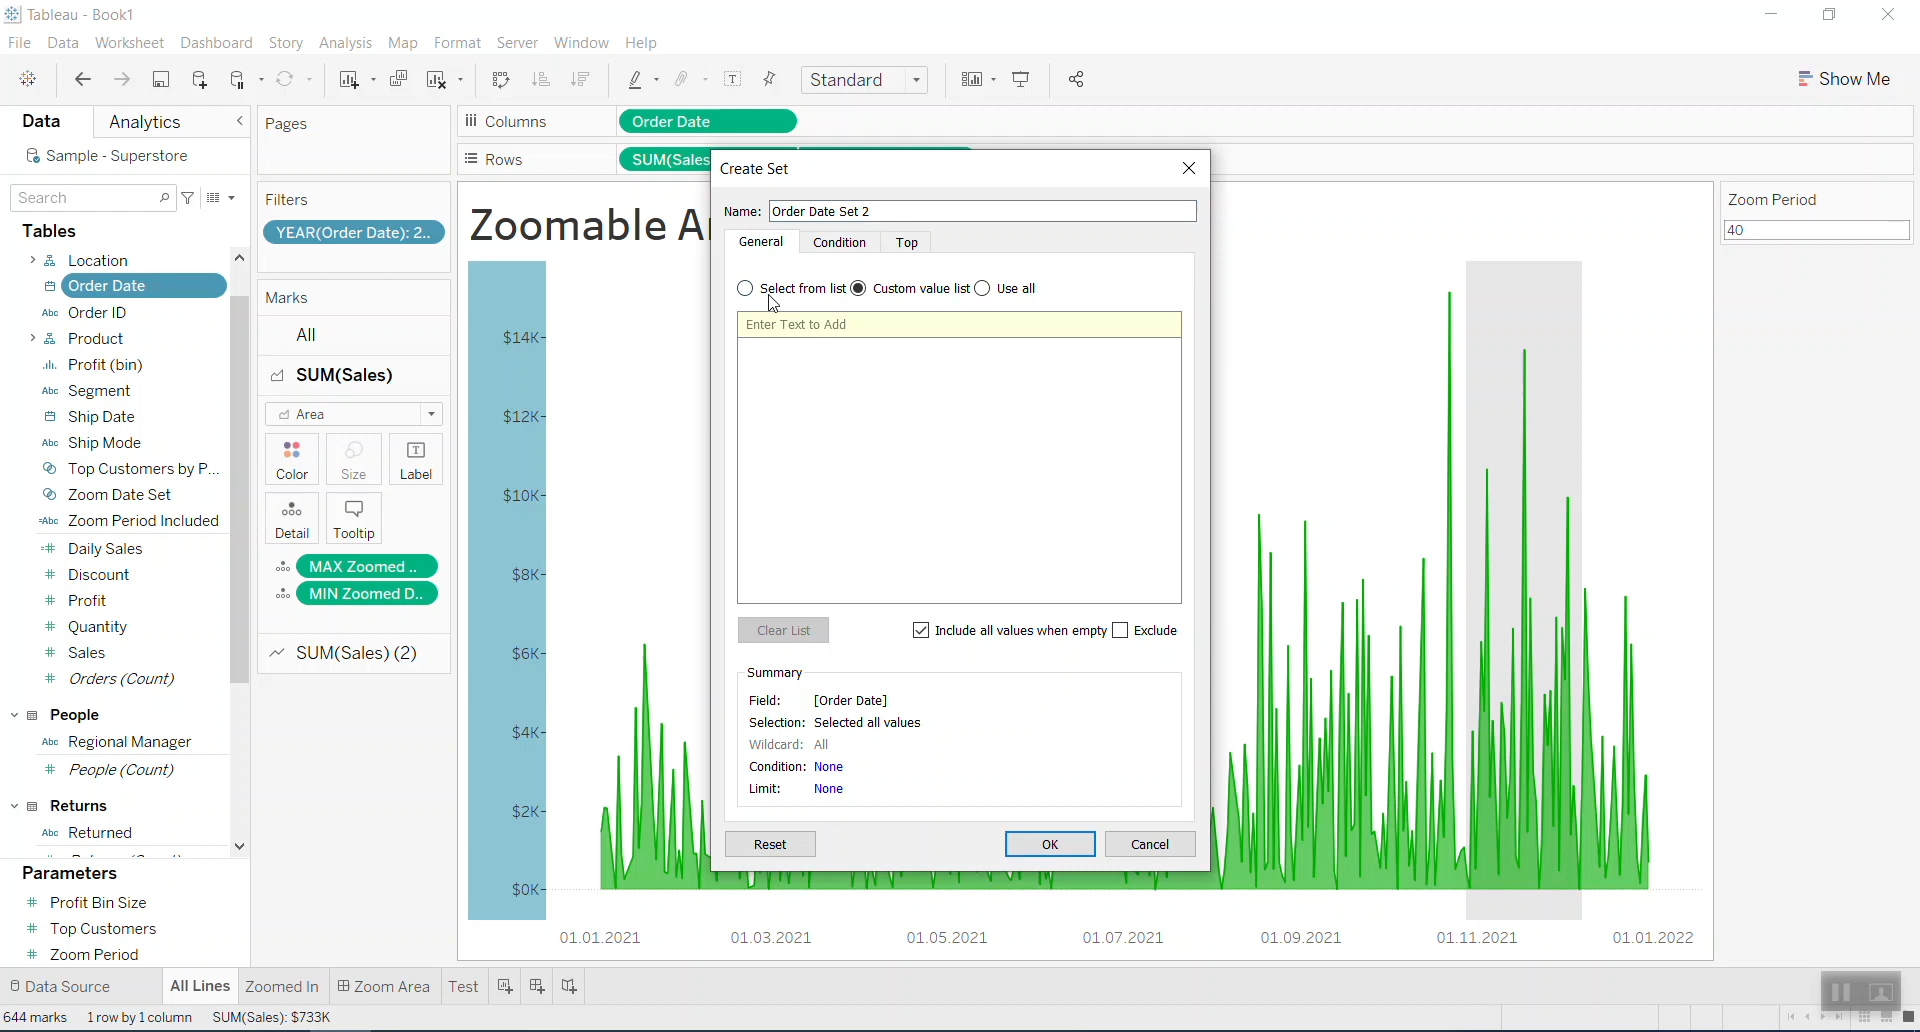 Tableau - Book1
File Data Worksheet Dashboard Story Analysis Map Format Server Window Help
Standard
Show Me
Data Analytics
Sample - Superstore
Search
Tables
Location
Order Date
Abc Order ID
Product
Profit (bin)
Abc Segment
Ship Date
Abc Ship Mode
Top Customers by P...
Zoom Date Set
=Abc Zoom Period Included
=# Daily Sales
# Discount
# Profit
# Quantity
# Sales
# Orders (Count)
People
Abc Regional Manager
# People (Count)
Returns
Abc Returned
Parameters
# Profit Bin Size
# Top Customers
# Zoom Period
Pages
Filters
YEAR(Order Date): 2..
Marks
All
SUM(Sales)
Area
Color Size Label
Detail Tooltip
MAX Zoomed ..
MIN Zoomed D..
SUM(Sales) (2)
Columns Order Date
Rows SUM(Sales
Zoomable
$14K
$12K
$10K
$8K
$6K
$4K
$2K
$0K
01.01.2021 01.03.2021 01.05.2021 01.07.2021 01.09.2021 01.11.2021 01.01.2022
Create Set
Name: Order Date Set 2
General Condition Top
Select from list Custom value list Use all
Enter Text to Add
Clear List Include all values when empty Exclude
Summary
Field: [Order Date]
Selection: Selected all values
Wildcard: All
Condition: None
Limit: None
Reset OK Cancel
Zoom Period
40
Data Source All Lines Zoomed In Zoom Area Test
644 marks 1 row by 1 column SUM(Sales): $733K